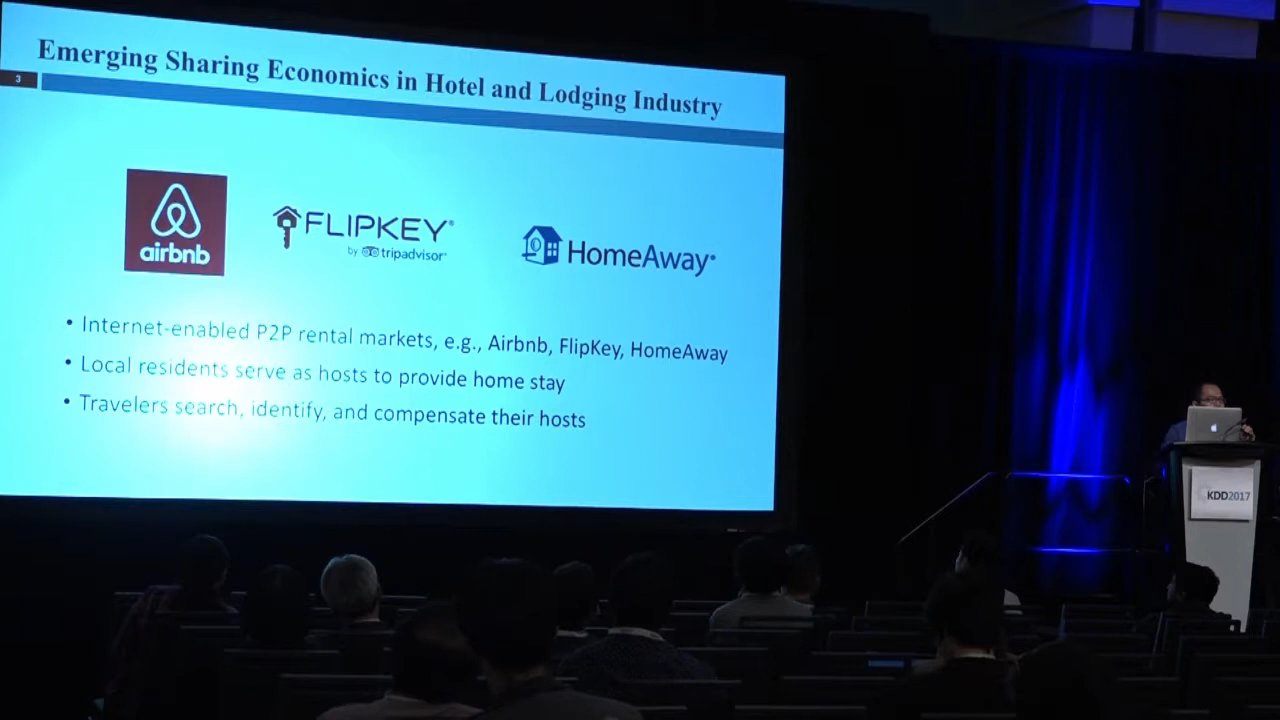 Emerging Sharing Economics in Hotel and Lodging Industry
3
airbnb
FLIPKEY®
by tripadvisor®
HomeAway®
• Internet-enabled P2P rental markets, e.g., Airbnb, FlipKey, HomeAway
• Local residents serve as hosts to provide home stay
• Travelers search, identify, and compensate their hosts
KDD2017